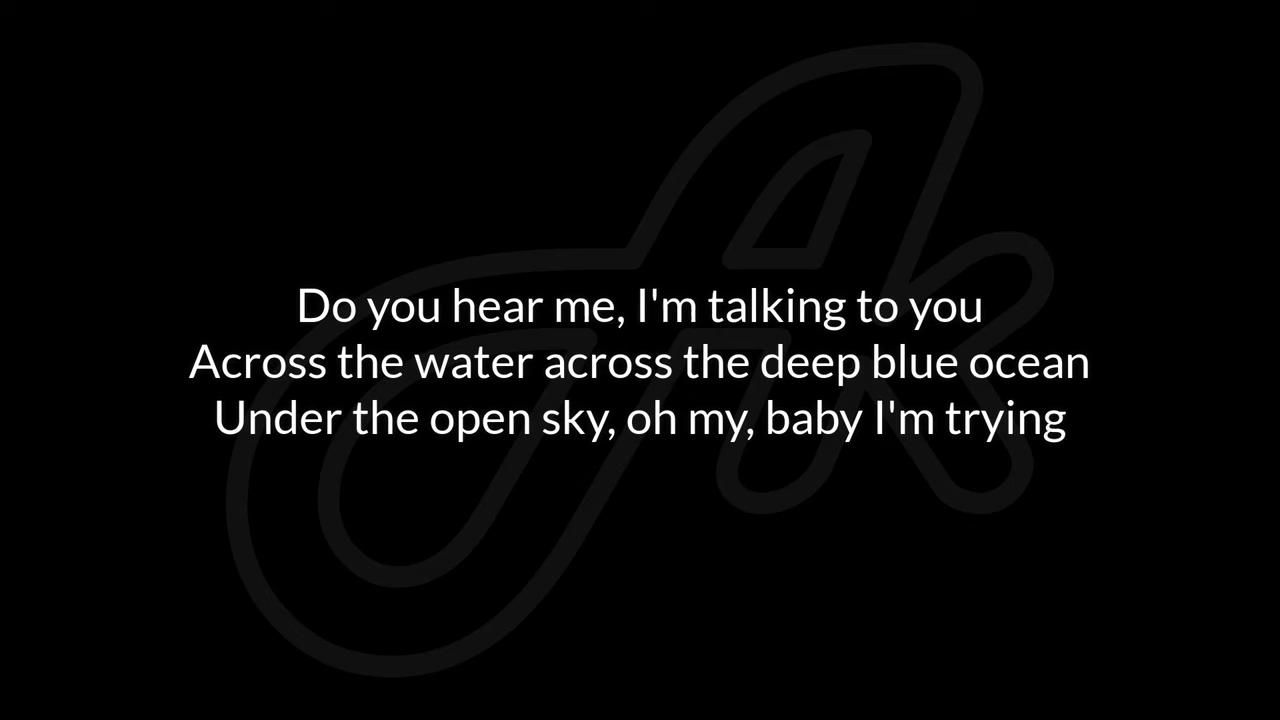 Do you hear me, I'm talking to you
Across the water across the deep blue ocean
Under the open sky, oh my, baby I'm trying